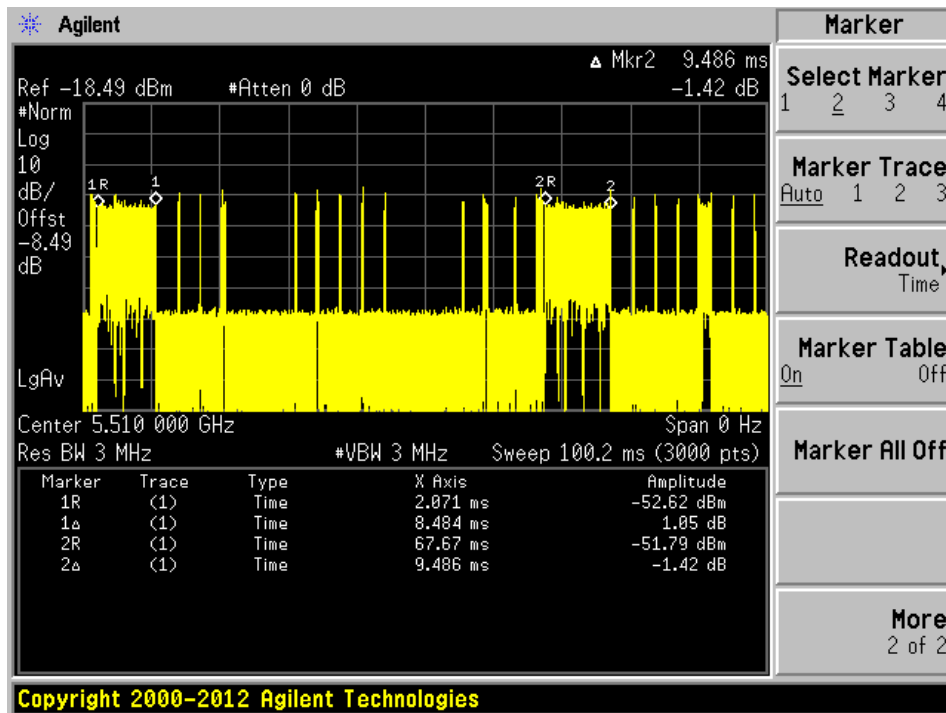 Agilent
Marker
Δ Mkr2 9.486 ms
Ref -18.49 dBm #Atten 0 dB -1.42 dB
#Norm
Log
10
dB/
Offst
-8.49
dB
1R 1 2R 2
LgAv
Center 5.510 000 GHz Span 0 Hz
Res BW 3 MHz #VBW 3 MHz Sweep 100.2 ms (3000 pts)
Marker Trace Type X Axis Amplitude
1R (1) Time 2.071 ms -52.62 dBm
1Δ (1) Time 8.484 ms 1.05 dB
2R (1) Time 67.67 ms -51.79 dBm
2Δ (1) Time 9.486 ms -1.42 dB
Select Marker
1 2 3 4
Marker Trace
Auto 1 2 3
Readout
Time
Marker Table
On Off
Marker All Off
More
2 of 2
Copyright 2000-2012 Agilent Technologies